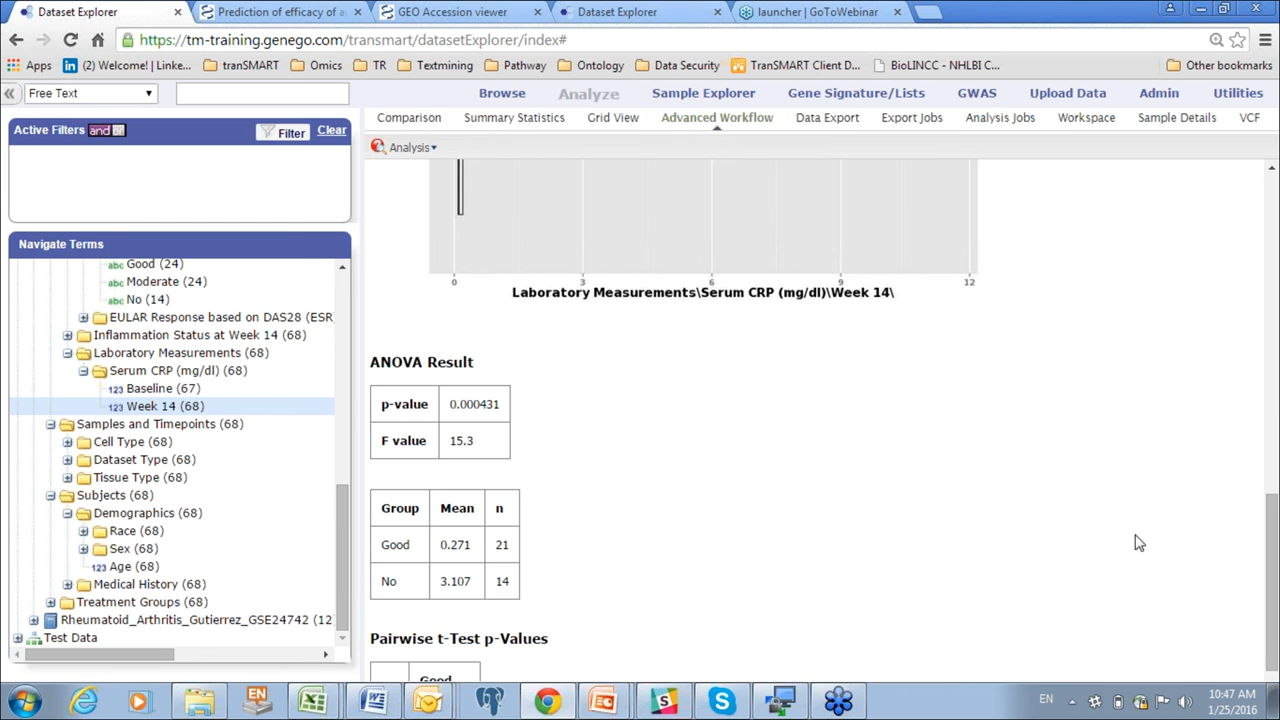 Dataset Explorer
Prediction of efficacy of a
GEO Accession viewer
Dataset Explorer
launcher | GoToWebinar
https://tm-training.genego.com/transmart/datasetExplorer/index#
Apps (2) Welcome! | Linke... tranSMART Omics TR Textmining Pathway Ontology Data Security TranSMART Client D... BioLINCC - NHLBI C... Other bookmarks
Free Text
Browse Analyze Sample Explorer Gene Signature/Lists GWAS Upload Data Admin Utilities
Active Filters and or Filter Clear
Comparison Summary Statistics Grid View Advanced Workflow Data Export Export Jobs Analysis Jobs Workspace Sample Details VCF
Analysis
Navigate Terms
abc Good (24)
abc Moderate (24)
abc No (14)
EULAR Response based on DAS28 (ESR
Inflammation Status at Week 14 (68)
Laboratory Measurements (68)
Serum CRP (mg/dl) (68)
123 Baseline (67)
123 Week 14 (68)
Samples and Timepoints (68)
Cell Type (68)
Dataset Type (68)
Tissue Type (68)
Subjects (68)
Demographics (68)
Race (68)
Sex (68)
123 Age (68)
Medical History (68)
Treatment Groups (68)
Rheumatoid_Arthritis_Gutierrez_GSE24742 (12
Test Data
0 3 6 9 12
Laboratory Measurements\Serum CRP (mg/dl)\Week 14\
ANOVA Result
p-value 0.000431
F value 15.3
Group Mean n
Good 0.271 21
No 3.107 14
Pairwise t-Test p-Values
Good
EN
EN
10:47 AM
1/25/2016